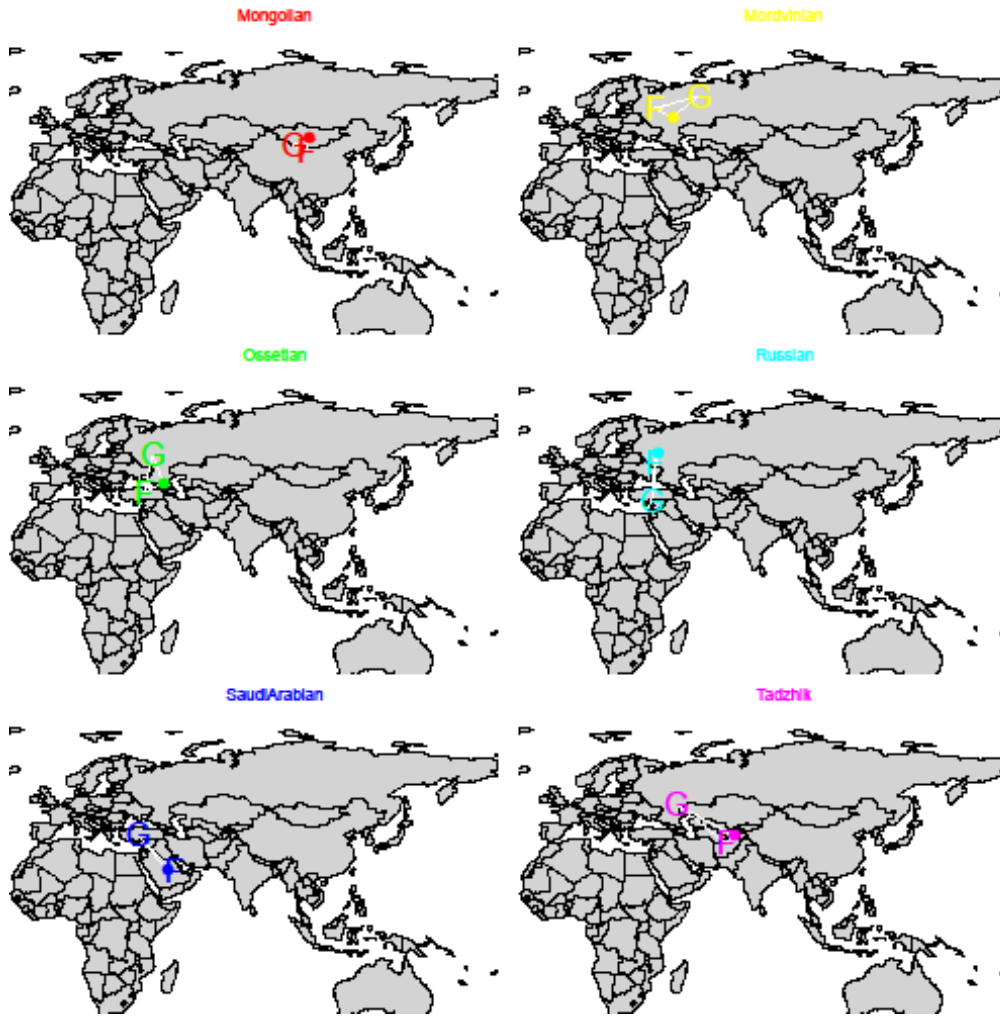 Mongolian
Mordvinian
G
F
G
F
Ossetian
Russian
G
F
F
G
SaudiArabian
Tadzhik
G
F
G
F